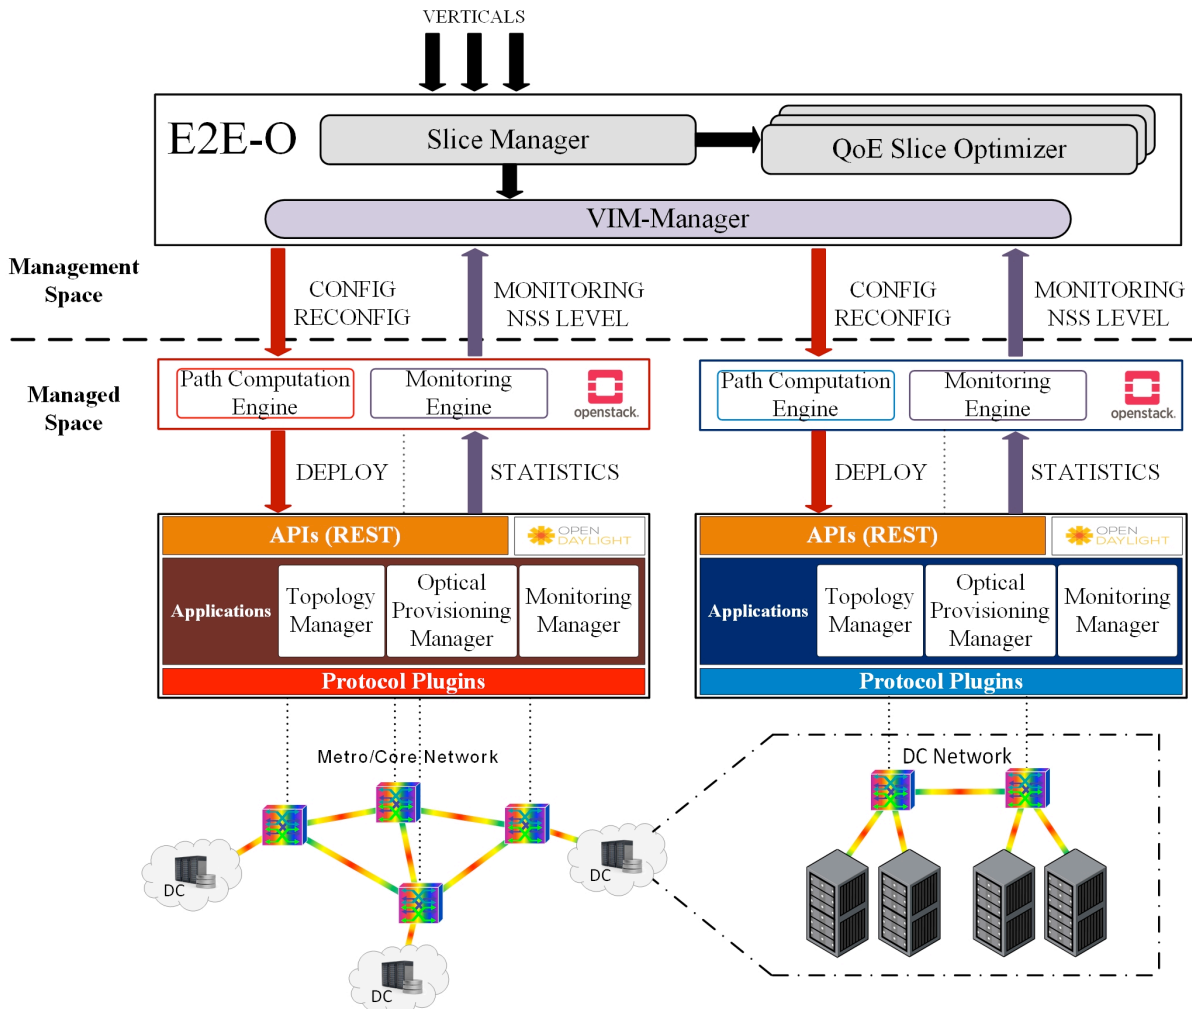 VERTICALS
E2E-O
Slice Manager
QoE Slice Optimizer
VIM-Manager
Management
Space
CONFIG
RECONFIG
MONITORING
NSS LEVEL
CONFIG
RECONFIG
MONITORING
NSS LEVEL
Managed
Space
Path Computation
Engine
Monitoring
Engine
openstack.
Path Computation
Engine
Monitoring
Engine
openstack.
DEPLOY
STATISTICS
DEPLOY
STATISTICS
APIs (REST)
OPEN
DAYLIGHT
APIs (REST)
OPEN
DAYLIGHT
Applications
Topology
Manager
Optical
Provisioning
Manager
Monitoring
Manager
Applications
Topology
Manager
Optical
Provisioning
Manager
Monitoring
Manager
Protocol Plugins
Protocol Plugins
Metro/Core Network
DC Network
DC
DC
DC